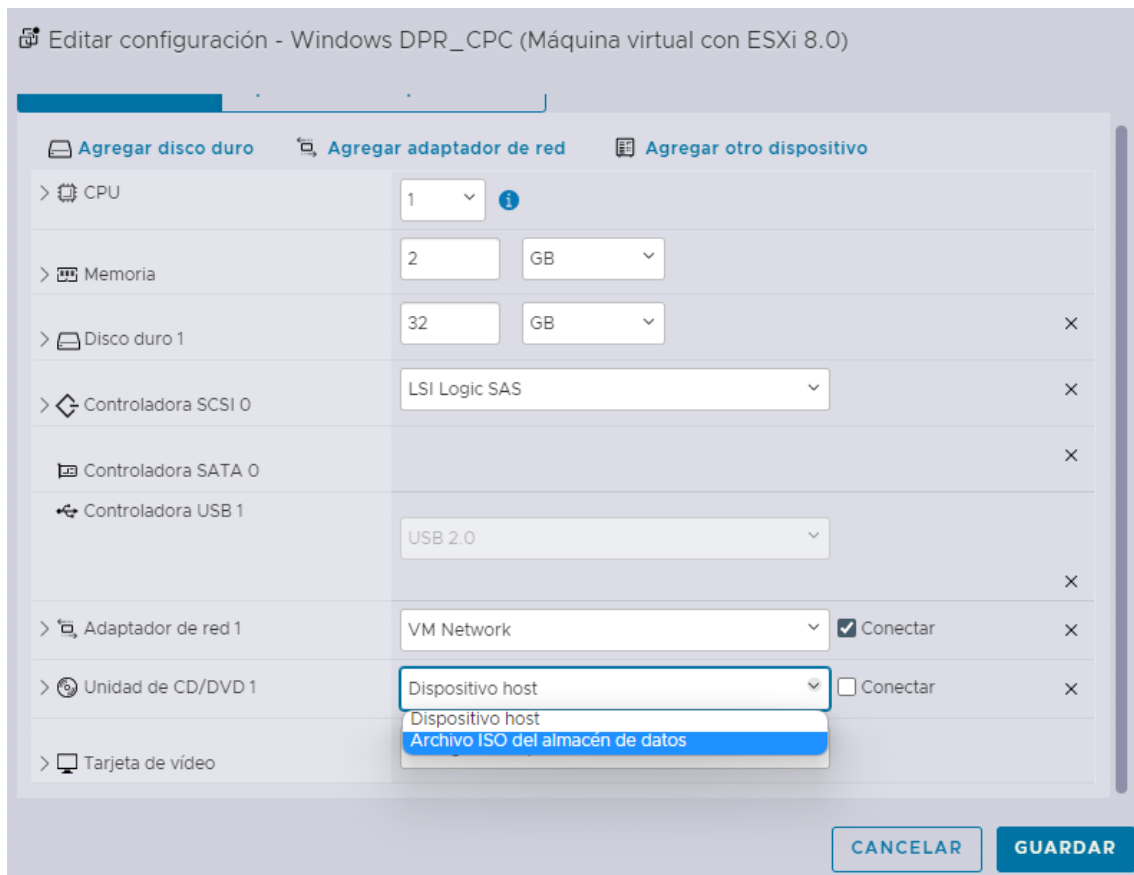 Editar configuración - Windows DPR_CPC (Máquina virtual con ESXi 8.0)
Agregar disco duro Agregar adaptador de red Agregar otro dispositivo
CPU 1
Memoria 2 GB
Disco duro 1 32 GB
Controladora SCSI 0 LSI Logic SAS
Controladora SATA 0
Controladora USB 1
USB 2.0
Adaptador de red 1 VM Network Conectar
Unidad de CD/DVD 1 Dispositivo host Conectar
Dispositivo host
Archivo ISO del almacén de datos
Tarjeta de vídeo
CANCELAR GUARDAR